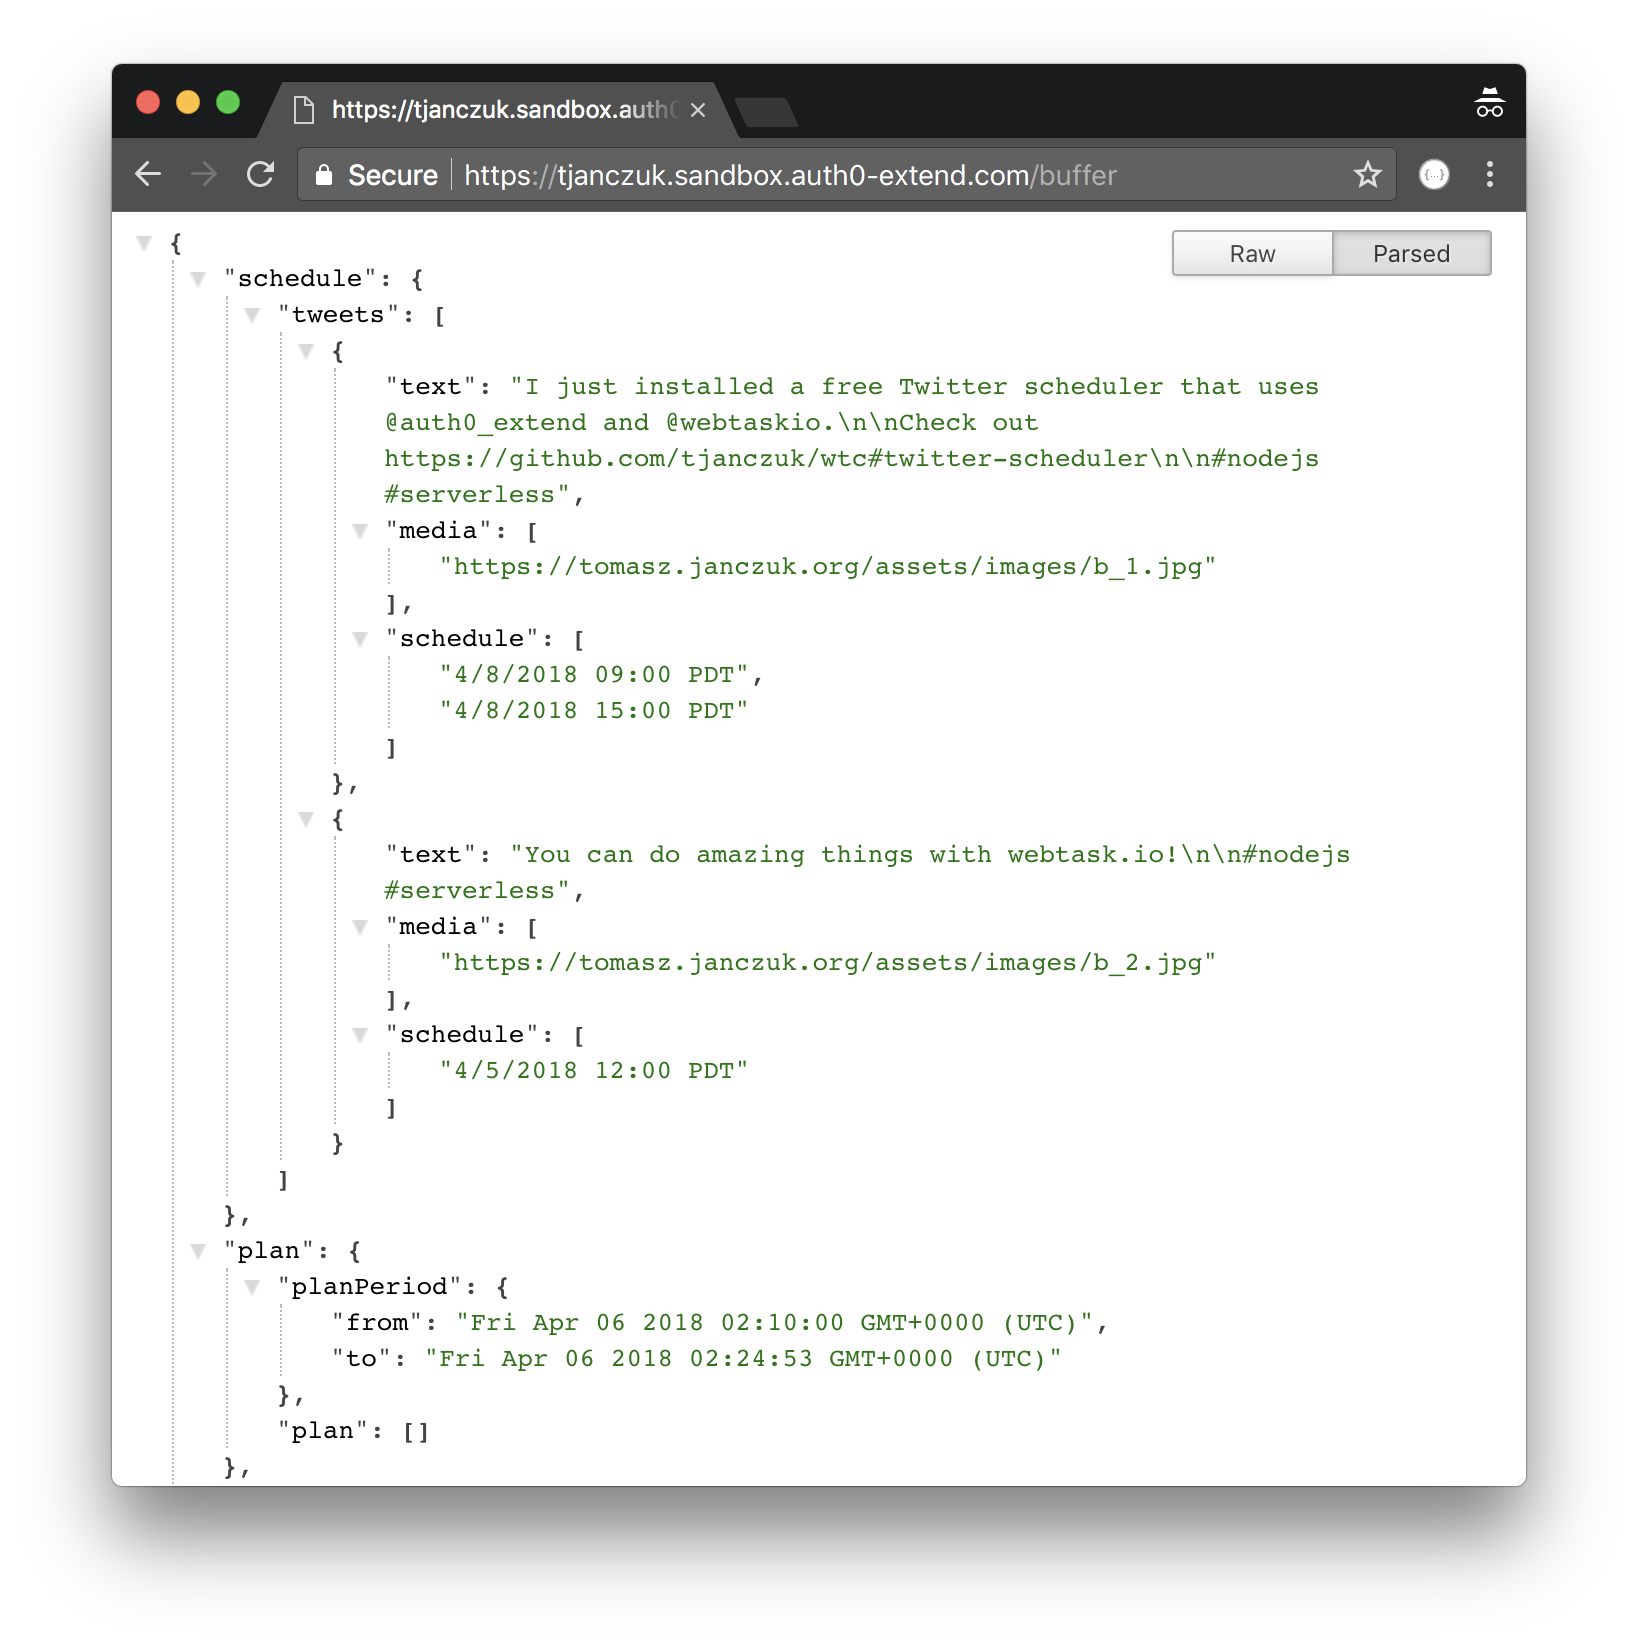 https://tjanczuk.sandbox.auth0
Secure https://tjanczuk.sandbox.auth0-extend.com/buffer
Raw Parsed
{
"schedule": {
"tweets": [
{
"text": "I just installed a free Twitter scheduler that uses
@auth0_extend and @webtaskio.\n\nCheck out
https://github.com/tjanczuk/wtc#twitter-scheduler\n\n#nodejs
#serverless",
"media": [
"https://tomasz.janczuk.org/assets/images/b_1.jpg"
],
"schedule": [
"4/8/2018 09:00 PDT",
"4/8/2018 15:00 PDT"
]
},
{
"text": "You can do amazing things with webtask.io!\n\n#nodejs
#serverless",
"media": [
"https://tomasz.janczuk.org/assets/images/b_2.jpg"
],
"schedule": [
"4/5/2018 12:00 PDT"
]
}
]
},
"plan": {
"planPeriod": {
"from": "Fri Apr 06 2018 02:10:00 GMT+0000 (UTC)",
"to": "Fri Apr 06 2018 02:24:53 GMT+0000 (UTC)"
},
"plan": []
},